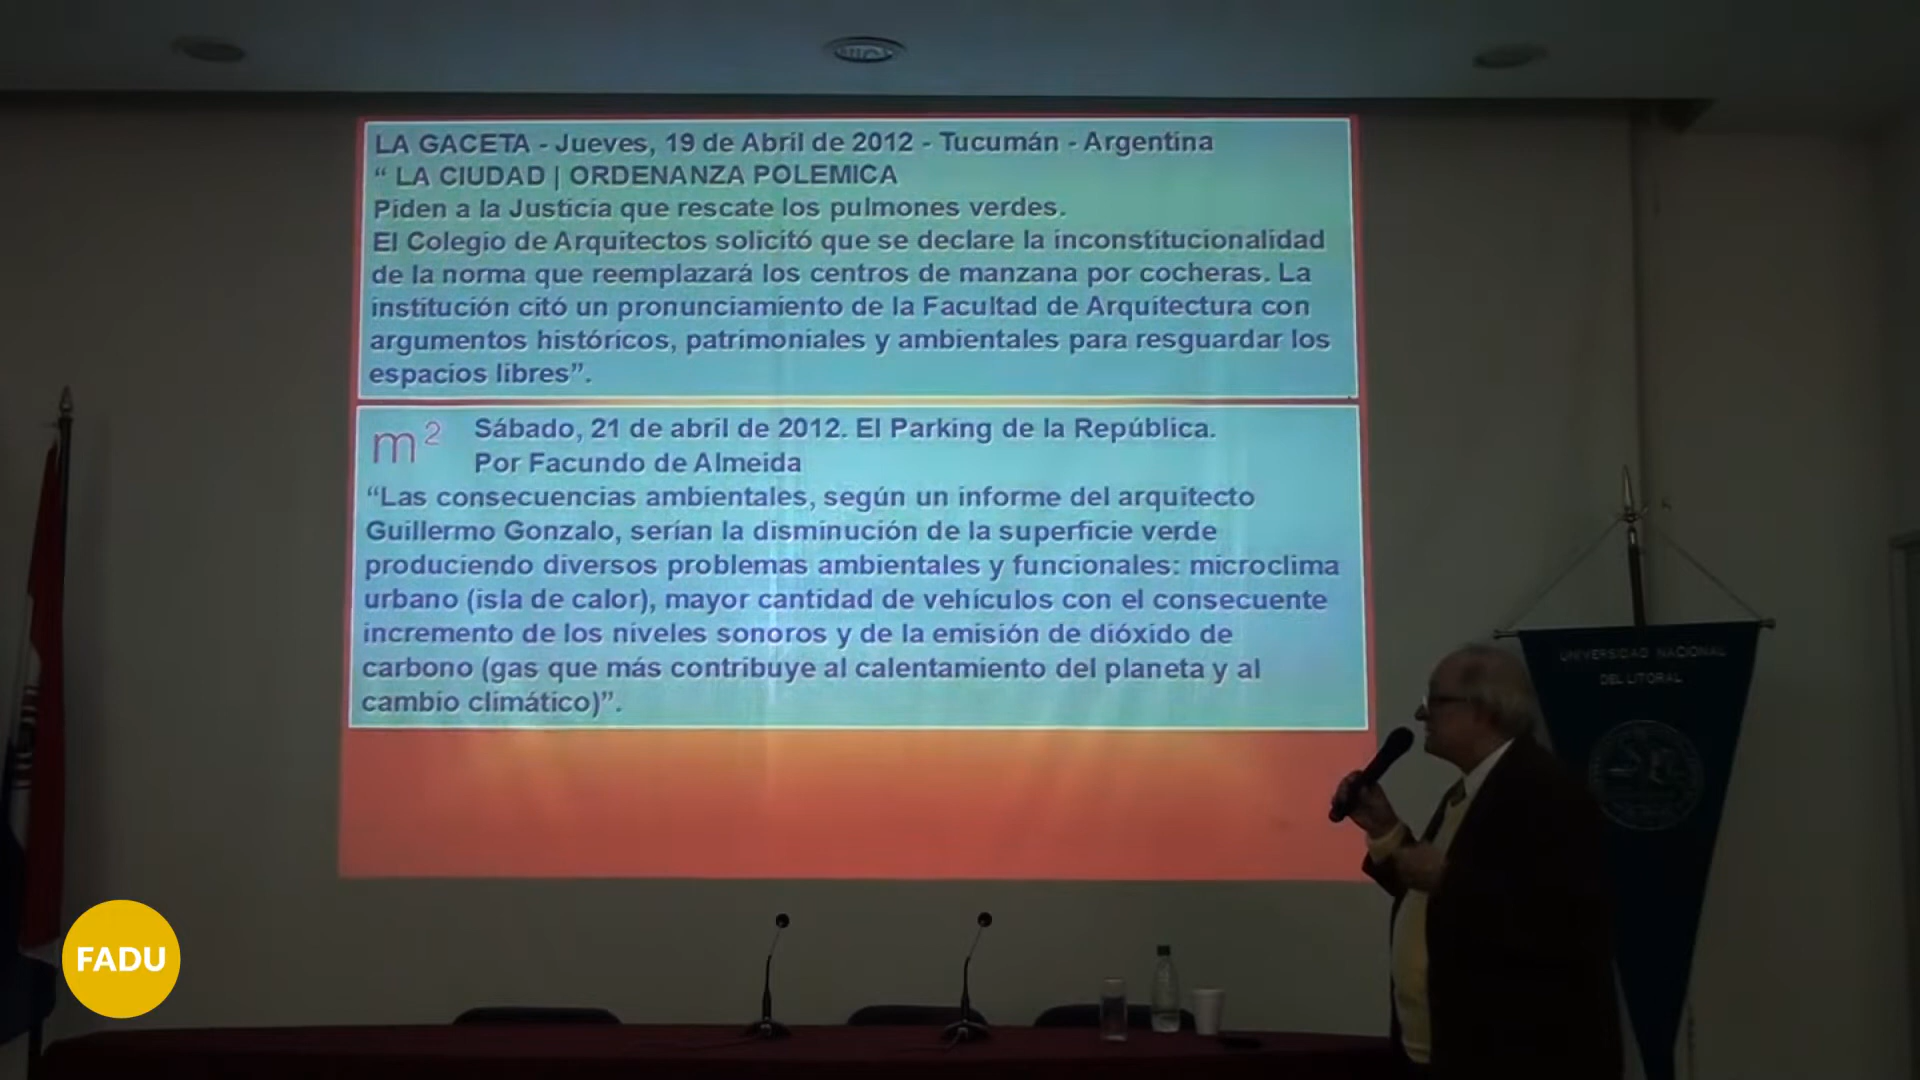 LA GACETA - Jueves, 19 de Abril de 2012 - Tucumán - Argentina
“ LA CIUDAD | ORDENANZA POLEMICA
Piden a la Justicia que rescate los pulmones verdes.
El Colegio de Arquitectos solicitó que se declare la inconstitucionalidad
de la norma que reemplazará los centros de manzana por cocheras. La
institución citó un pronunciamiento de la Facultad de Arquitectura con
argumentos históricos, patrimoniales y ambientales para resguardar los
espacios libres”.
m²
Sábado, 21 de abril de 2012. El Parking de la República.
Por Facundo de Almeida
“Las consecuencias ambientales, según un informe del arquitecto
Guillermo Gonzalo, serían la disminución de la superficie verde
produciendo diversos problemas ambientales y funcionales: microclima
urbano (isla de calor), mayor cantidad de vehículos con el consecuente
incremento de los niveles sonoros y de la emisión de dióxido de
carbono (gas que más contribuye al calentamiento del planeta y al
cambio climático)”.
UNIVERSIDAD NACIONAL
DEL LITORAL
FADU